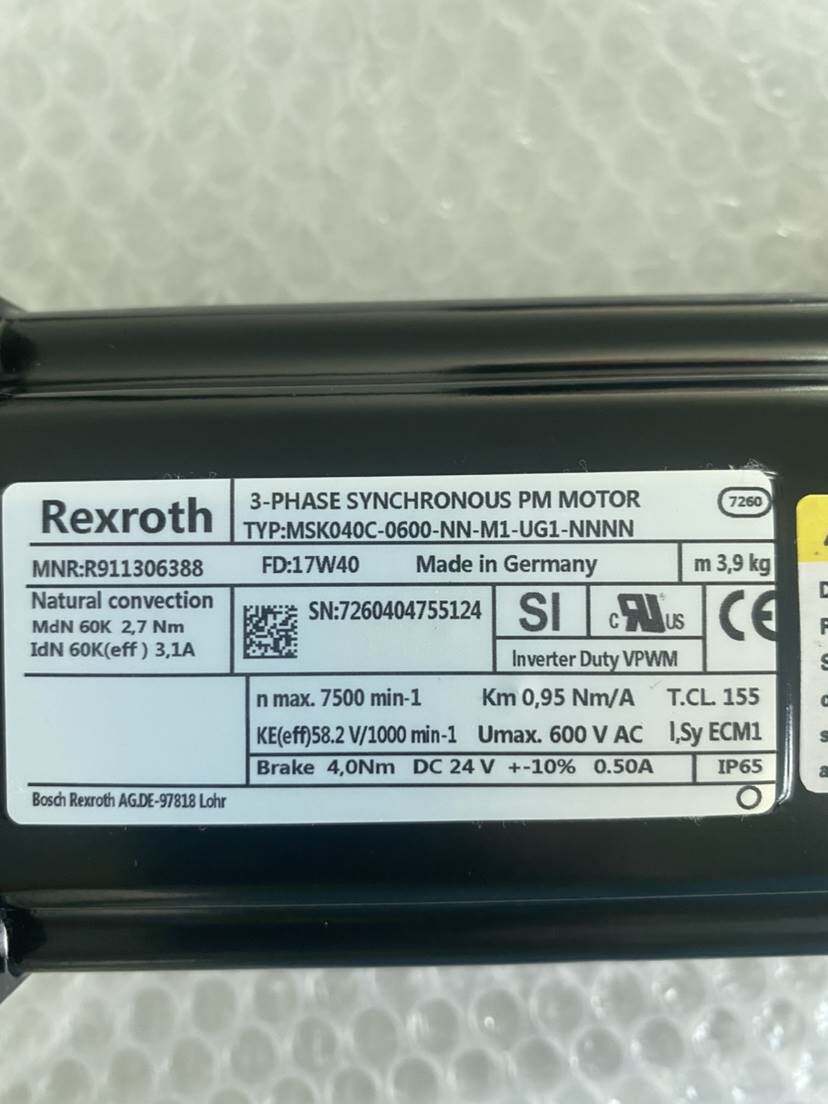 Rexroth
3-PHASE SYNCHRONOUS PM MOTOR
7260
TYP:MSK040C-0600-NN-M1-UG1-NNNN
MNR:R911306388
FD:17W40
Made in Germany
m 3,9 kg
Natural convection
MdN 60K 2,7 Nm
IdN 60K(eff ) 3,1A
SN:7260404755124
SI
c RU US
CE
Inverter Duty VPWM
n max. 7500 min-1
Km 0,95 Nm/A
T.CL. 155
KE(eff)58.2 V/1000 min-1
Umax. 600 V AC
I,Sy ECM1
Brake 4,0Nm DC 24 V +-10% 0.50A
IP65
Bosch Rexroth AG.DE-97818 Lohr